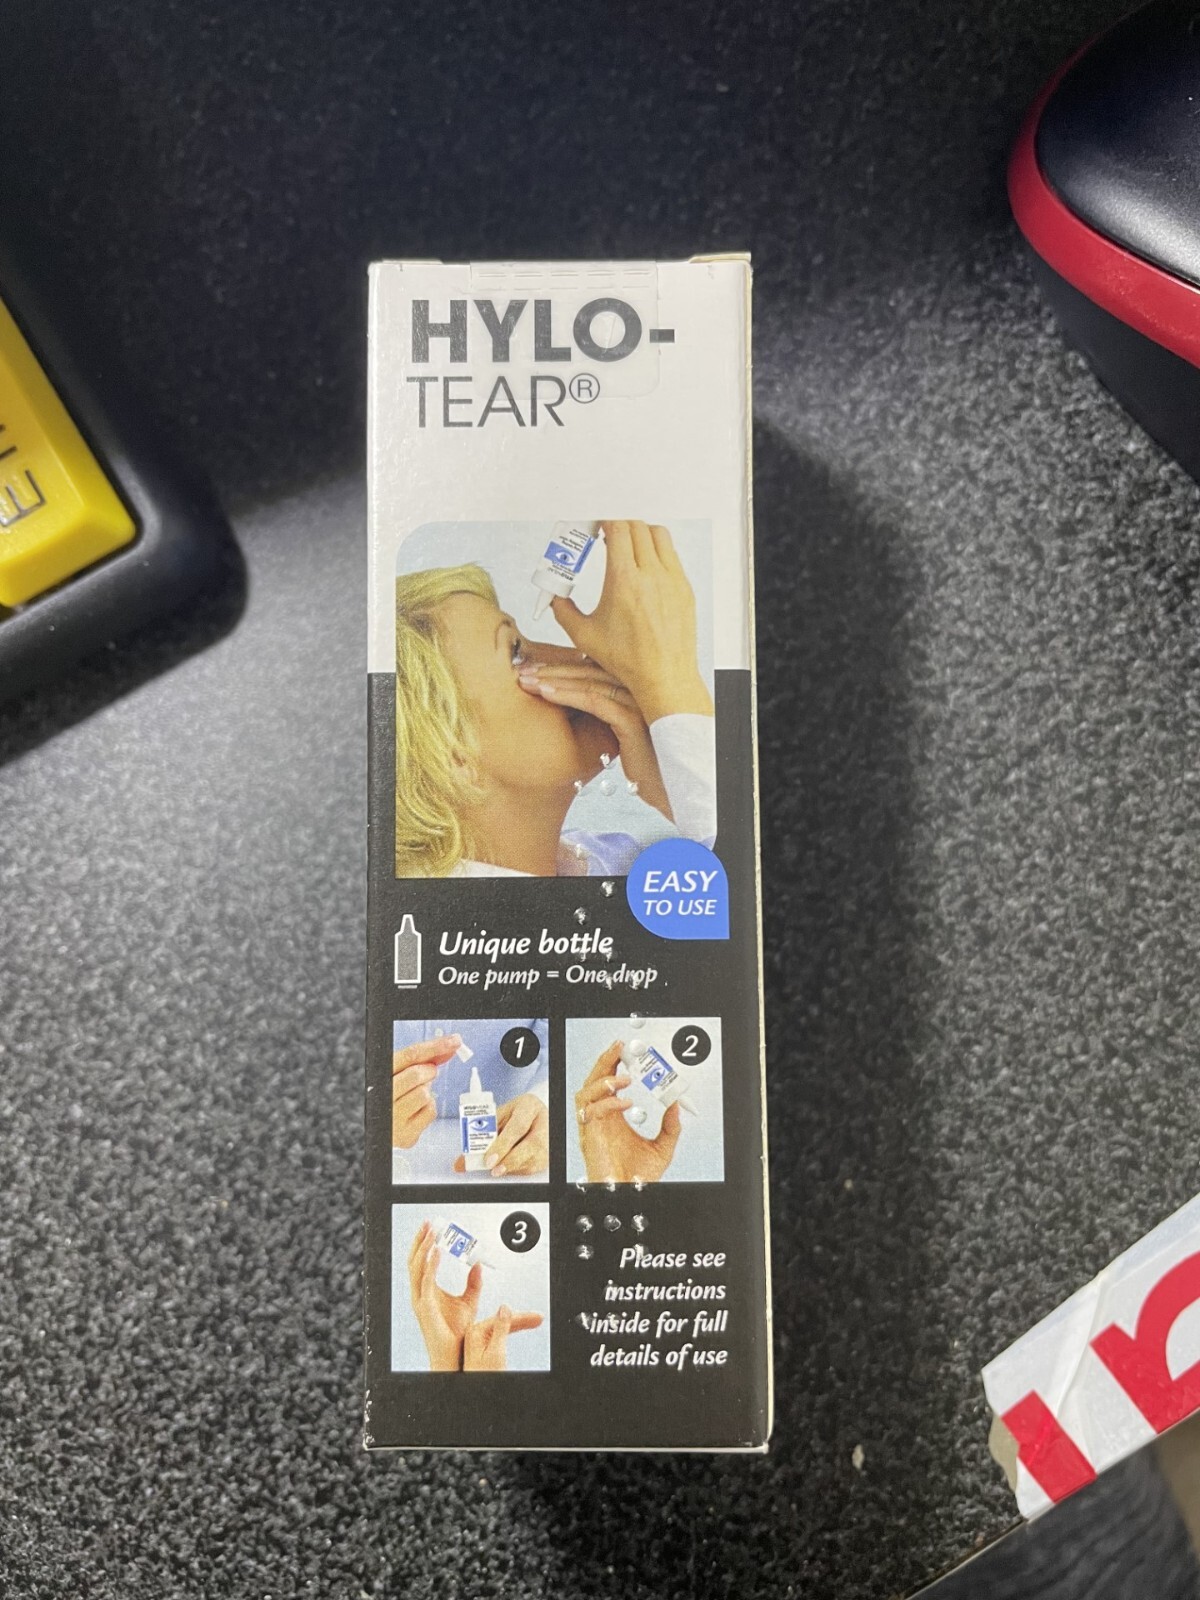 HYLO-
TEAR®
EASY
TO USE
Unique bottle
One pump = One drop
1
2
3
Please see
instructions
inside for full
details of use